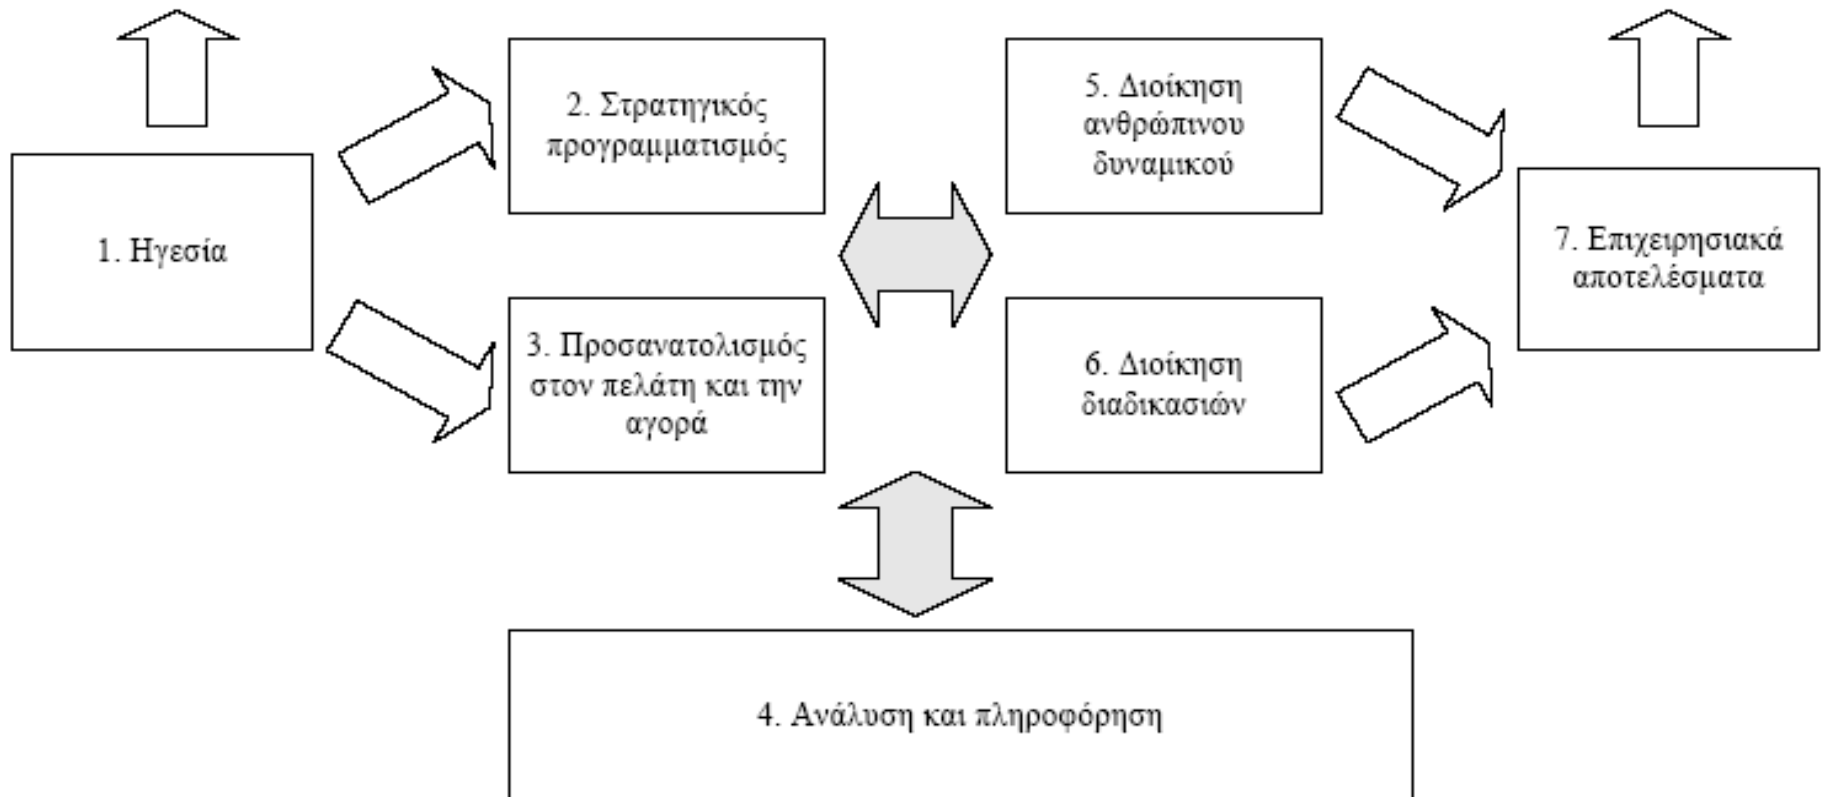 1. Ηγεσία
2. Στρατηγικός
προγραμματισμός
3. Προσανατολισμός
στον πελάτη και την
αγορά
4. Ανάλυση και πληροφόρηση
5. Διοίκηση
ανθρώπινου
δυναμικού
6. Διοίκηση
διαδικασιών
7. Επιχειρησιακά
αποτελέσματα